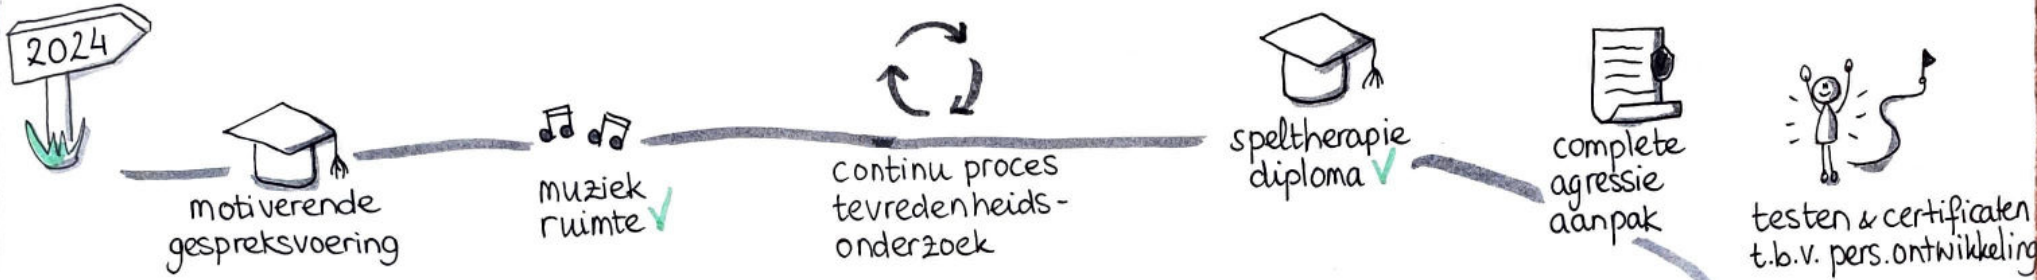 2024
motiverende
gespreksvoering
muziek
ruimte
continu proces
tevredenheids-
onderzoek
speltherapie
diploma
complete
agressie
aanpak
testen & certificaten
t.b.v. pers. ontwikkeling